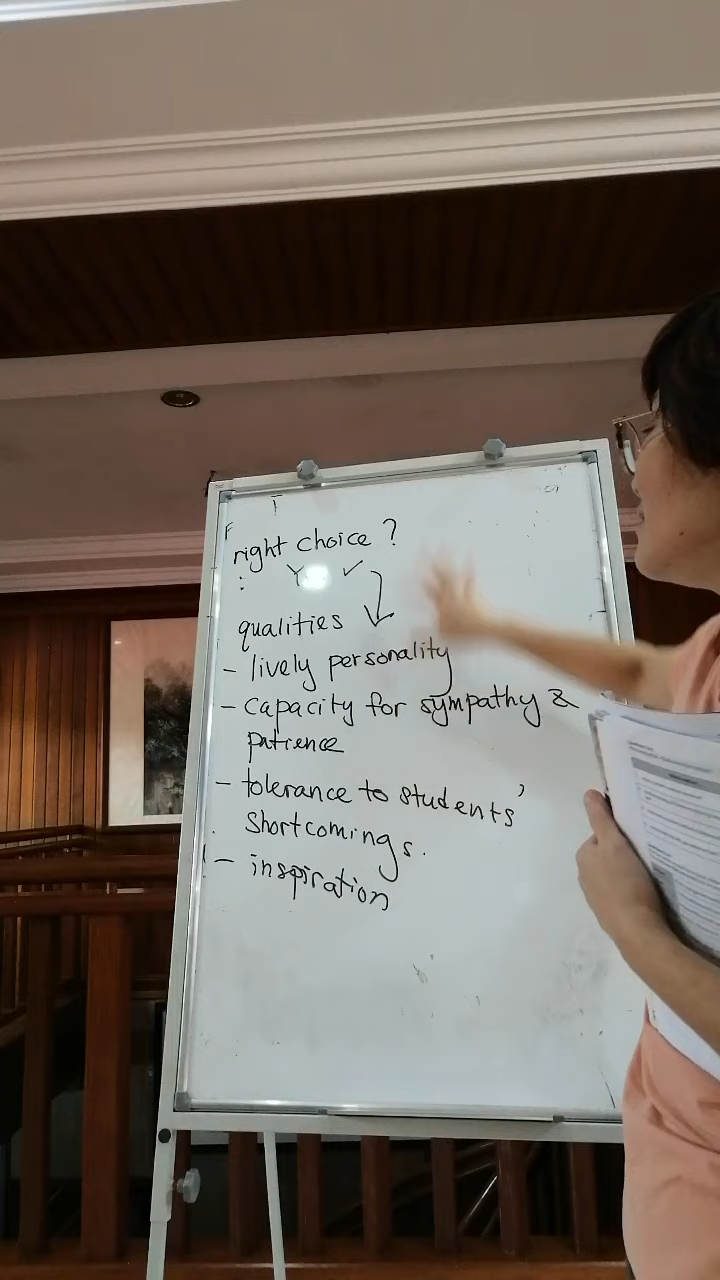 right choice ?
qualities
- lively personality
- capacity for sympathy &
patience
- tolerance to students'
shortcomings.
- inspiration